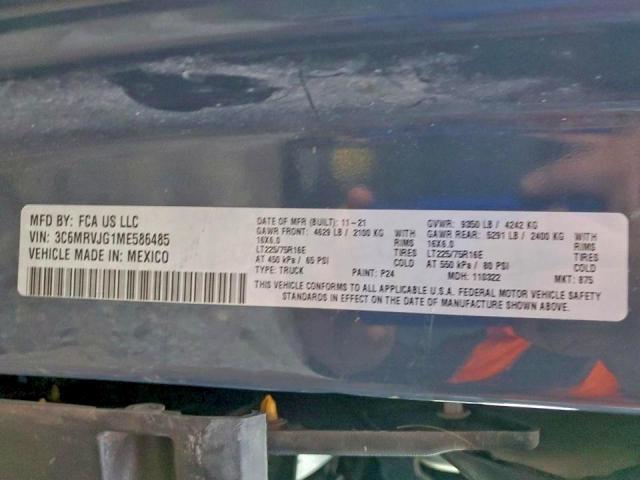 MFD BY: FCA US LLC
VIN: 3C6MRVJG1ME586485
VEHICLE MADE IN: MEXICO
DATE OF MFR (BUILT): 11-21 GVWR: 9350 LB / 4242 KG
GAWR FRONT: 4629 LB / 2100 KG WITH GAWR REAR: 5291 LB / 2400 KG WITH
16X6.0 RIMS 16X6.0 RIMS
LT225/75R16E TIRES LT225/75R16E TIRES
AT 450 kPa / 65 PSI COLD AT 550 kPa / 80 PSI COLD
TYPE: TRUCK PAINT: P24 MDH: 110322 MKT: 875
THIS VEHICLE CONFORMS TO ALL APPLICABLE U.S.A. FEDERAL MOTOR VEHICLE SAFETY
STANDARDS IN EFFECT ON THE DATE OF MANUFACTURE SHOWN ABOVE.